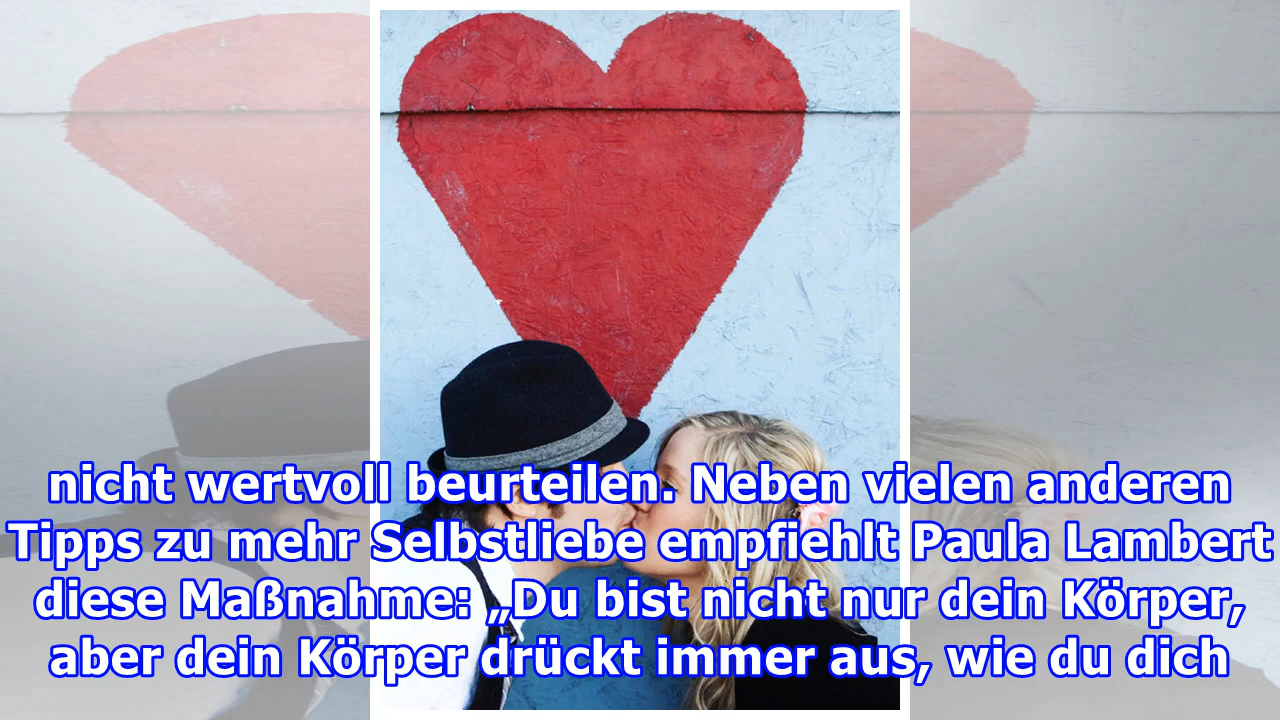 nicht wertvoll beurteilen. Neben vielen anderen
Tipps zu mehr Selbstliebe empfiehlt Paula Lambert
diese Maßnahme: „Du bist nicht nur dein Körper,
aber dein Körper drückt immer aus, wie du dich